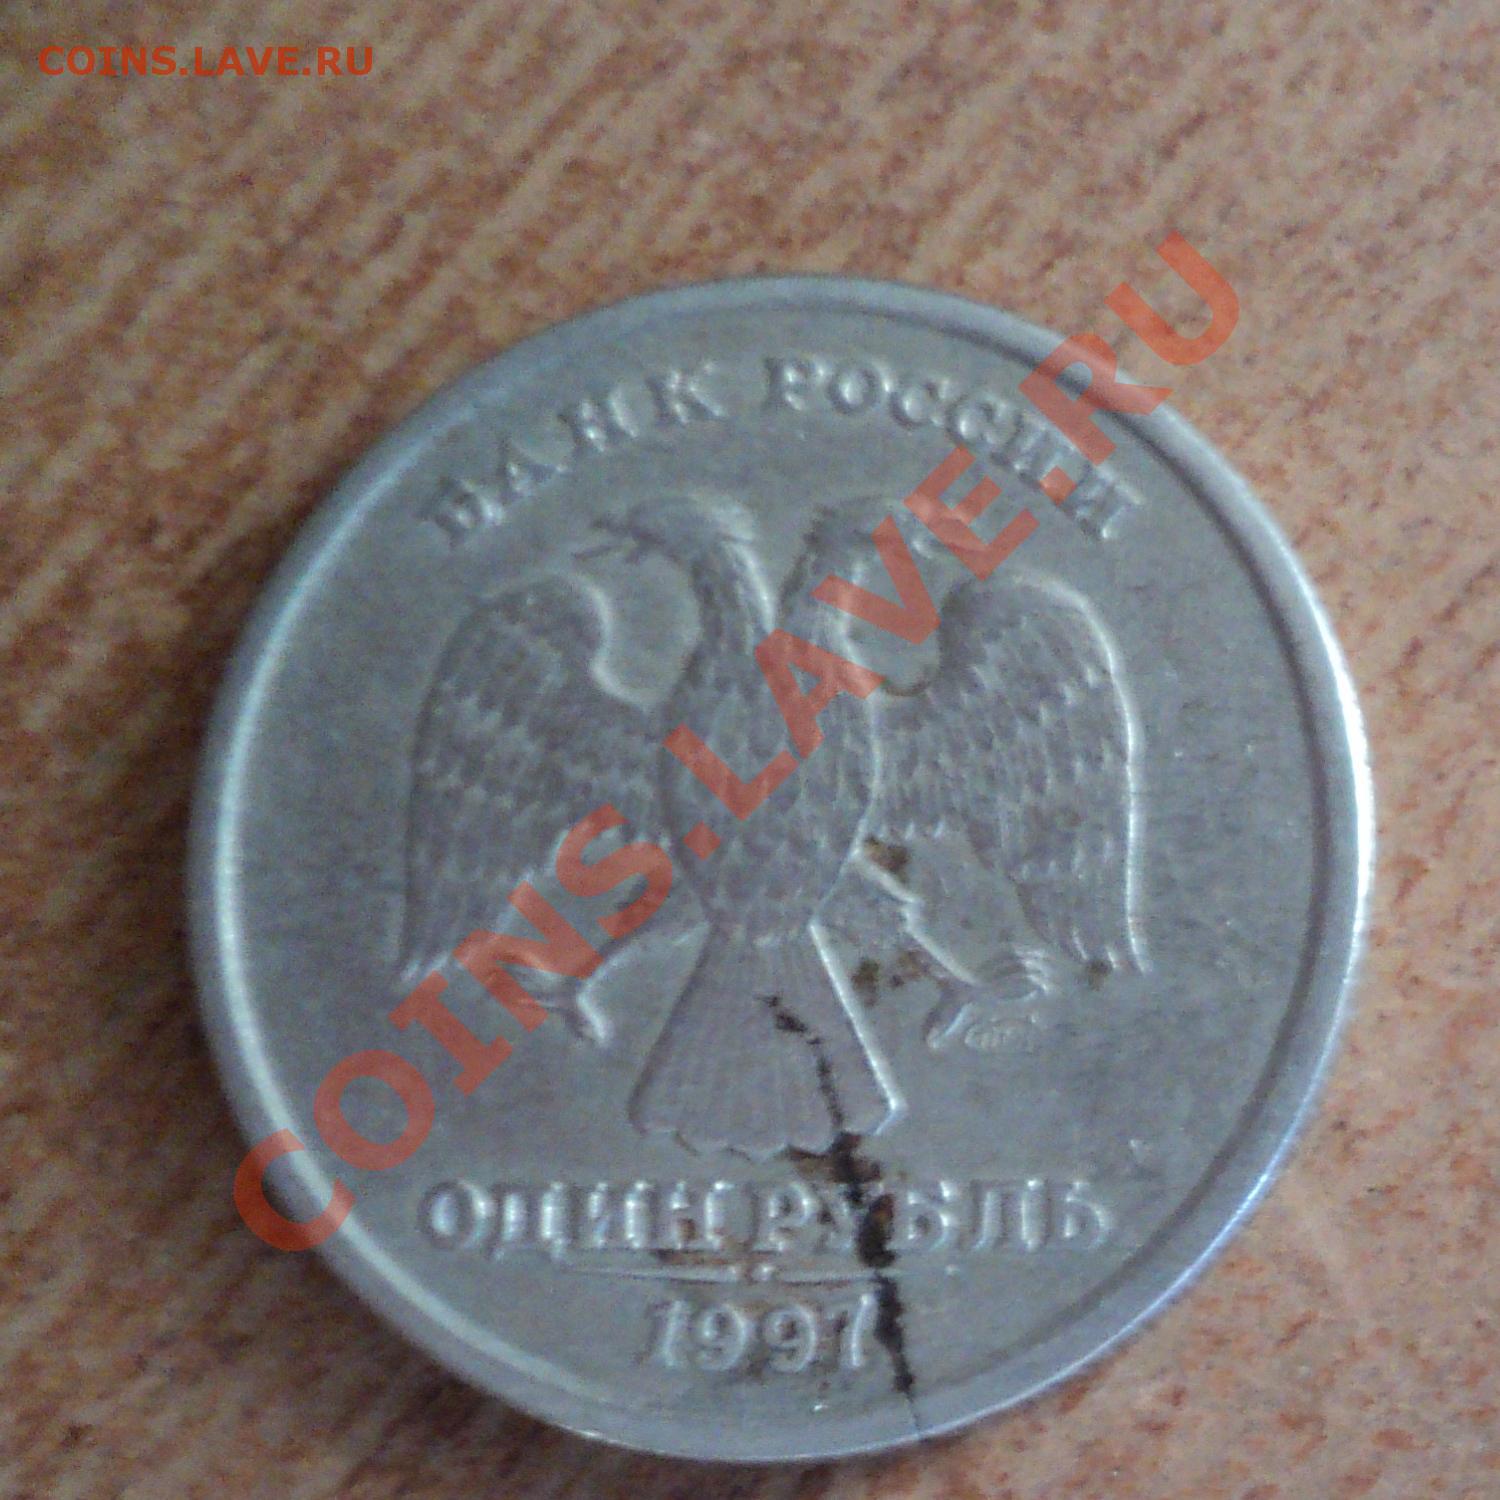 COINS.LAVE.RU
БАНК РОССИИ
COINS.LAVE.RU
ОДИН РУБЛЬ
1997